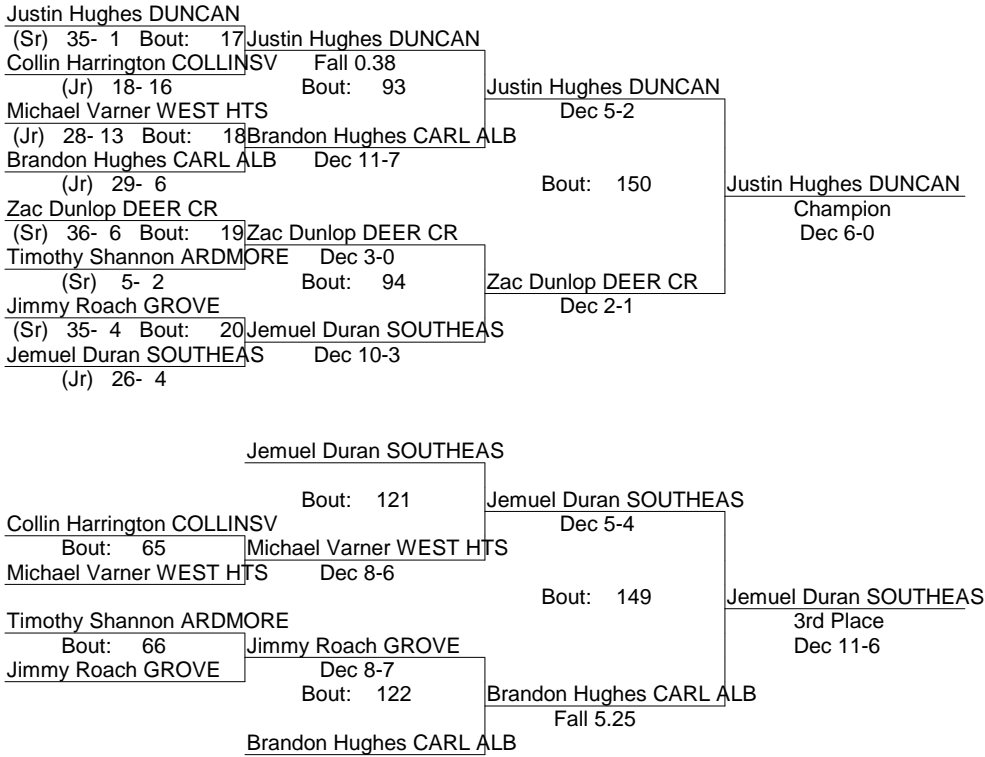 Justin Hughes DUNCAN
(Sr) 35- 1 Bout: 17 Justin Hughes DUNCAN
Collin Harrington COLLINSV Fall 0.38
(Jr) 18- 16 Bout: 93 Justin Hughes DUNCAN
Michael Varner WEST HTS Dec 5-2
(Jr) 28- 13 Bout: 18 Brandon Hughes CARL ALB
Brandon Hughes CARL ALB Dec 11-7
(Jr) 29- 6 Bout: 150 Justin Hughes DUNCAN
Zac Dunlop DEER CR Champion
(Sr) 36- 6 Bout: 19 Zac Dunlop DEER CR Dec 6-0
Timothy Shannon ARDMORE Dec 3-0
(Sr) 5- 2 Bout: 94 Zac Dunlop DEER CR
Jimmy Roach GROVE Dec 2-1
(Sr) 35- 4 Bout: 20 Jemuel Duran SOUTHEAS
Jemuel Duran SOUTHEAS Dec 10-3
(Jr) 26- 4
Jemuel Duran SOUTHEAS
Bout: 121 Jemuel Duran SOUTHEAS
Collin Harrington COLLINSV Dec 5-4
Bout: 65 Michael Varner WEST HTS
Michael Varner WEST HTS Dec 8-6
Bout: 149 Jemuel Duran SOUTHEAS
Timothy Shannon ARDMORE 3rd Place
Bout: 66 Jimmy Roach GROVE Dec 11-6
Jimmy Roach GROVE Dec 8-7
Bout: 122 Brandon Hughes CARL ALB
Fall 5.25
Brandon Hughes CARL ALB